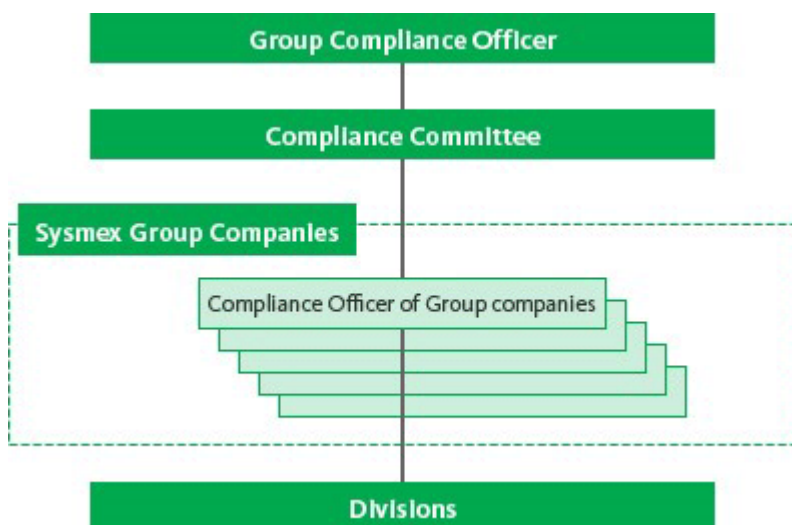 Group Compliance Officer
Compliance Committee
Sysmex Group Companies
Compliance Officer of Group companies
Divisions